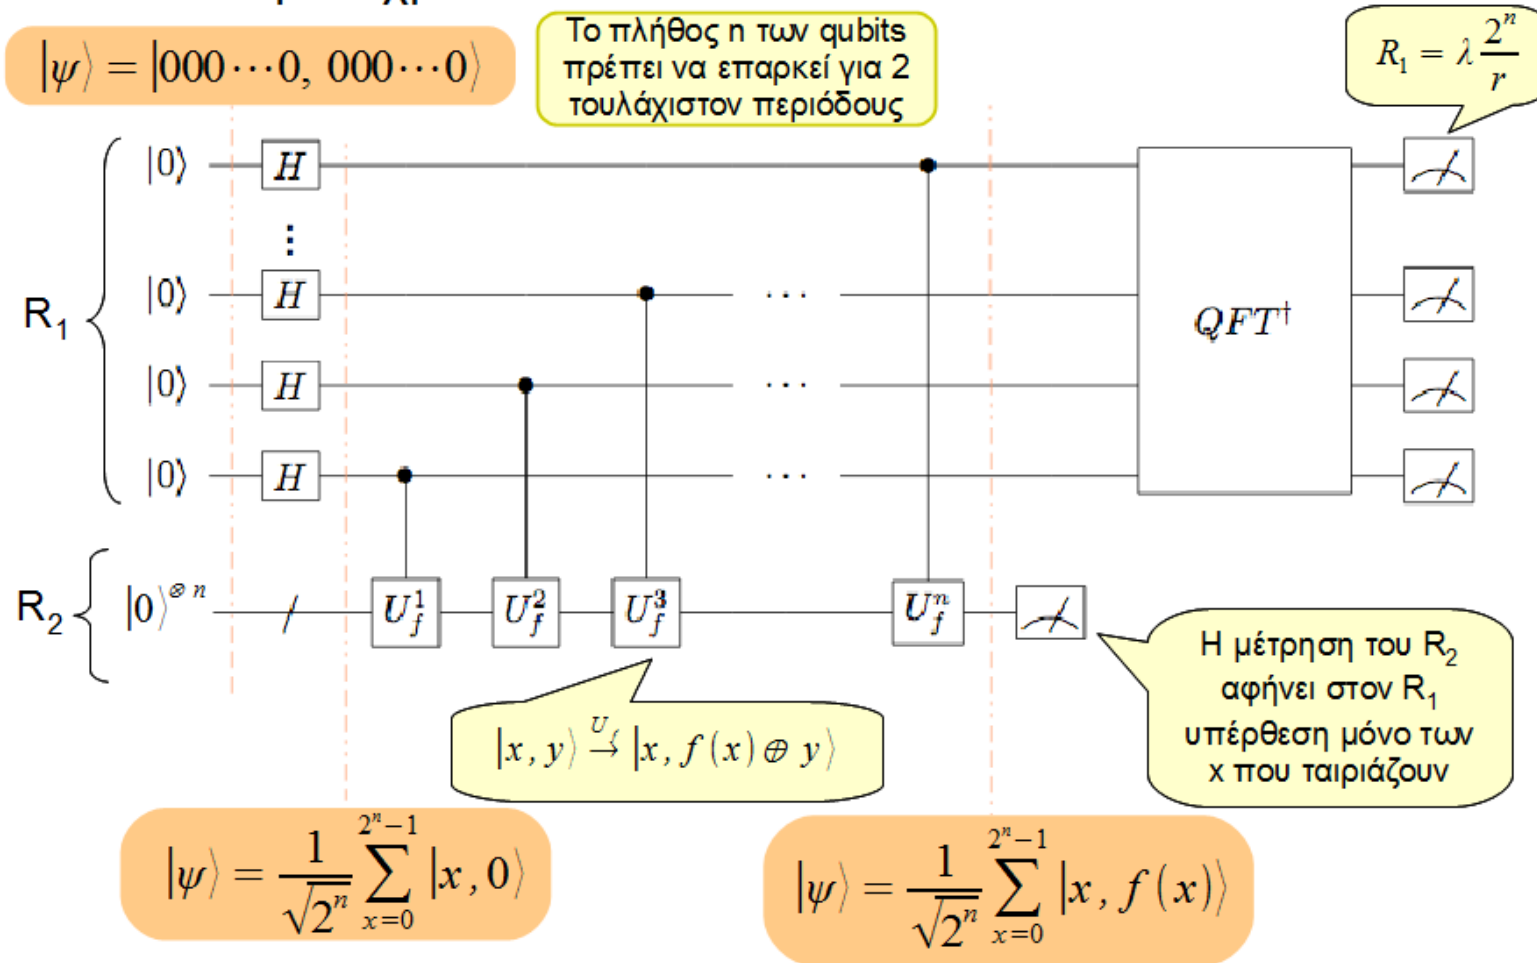 |ψ⟩ = |000⋯0, 000⋯0⟩
Το πλήθος n των qubits
πρέπει να επαρκεί για 2
τουλάχιστον περιόδους
R₁ = λ 2ⁿ/r
|0⟩ H
⋮
|0⟩ H ⋯
R₁
QFT†
|0⟩ H ⋯
|0⟩ H ⋯
R₂ |0⟩⊗ⁿ / U_f^1 U_f^2 U_f^3 U_f^n
Η μέτρηση του R₂
αφήνει στον R₁
υπέρθεση μόνο των
x που ταιριάζουν
|x, y⟩ U_f→ |x, f(x)⊕ y⟩
|ψ⟩ = 1/√2ⁿ ∑_{x=0}^{2ⁿ−1} |x, 0⟩
|ψ⟩ = 1/√2ⁿ ∑_{x=0}^{2ⁿ−1} |x, f(x)⟩